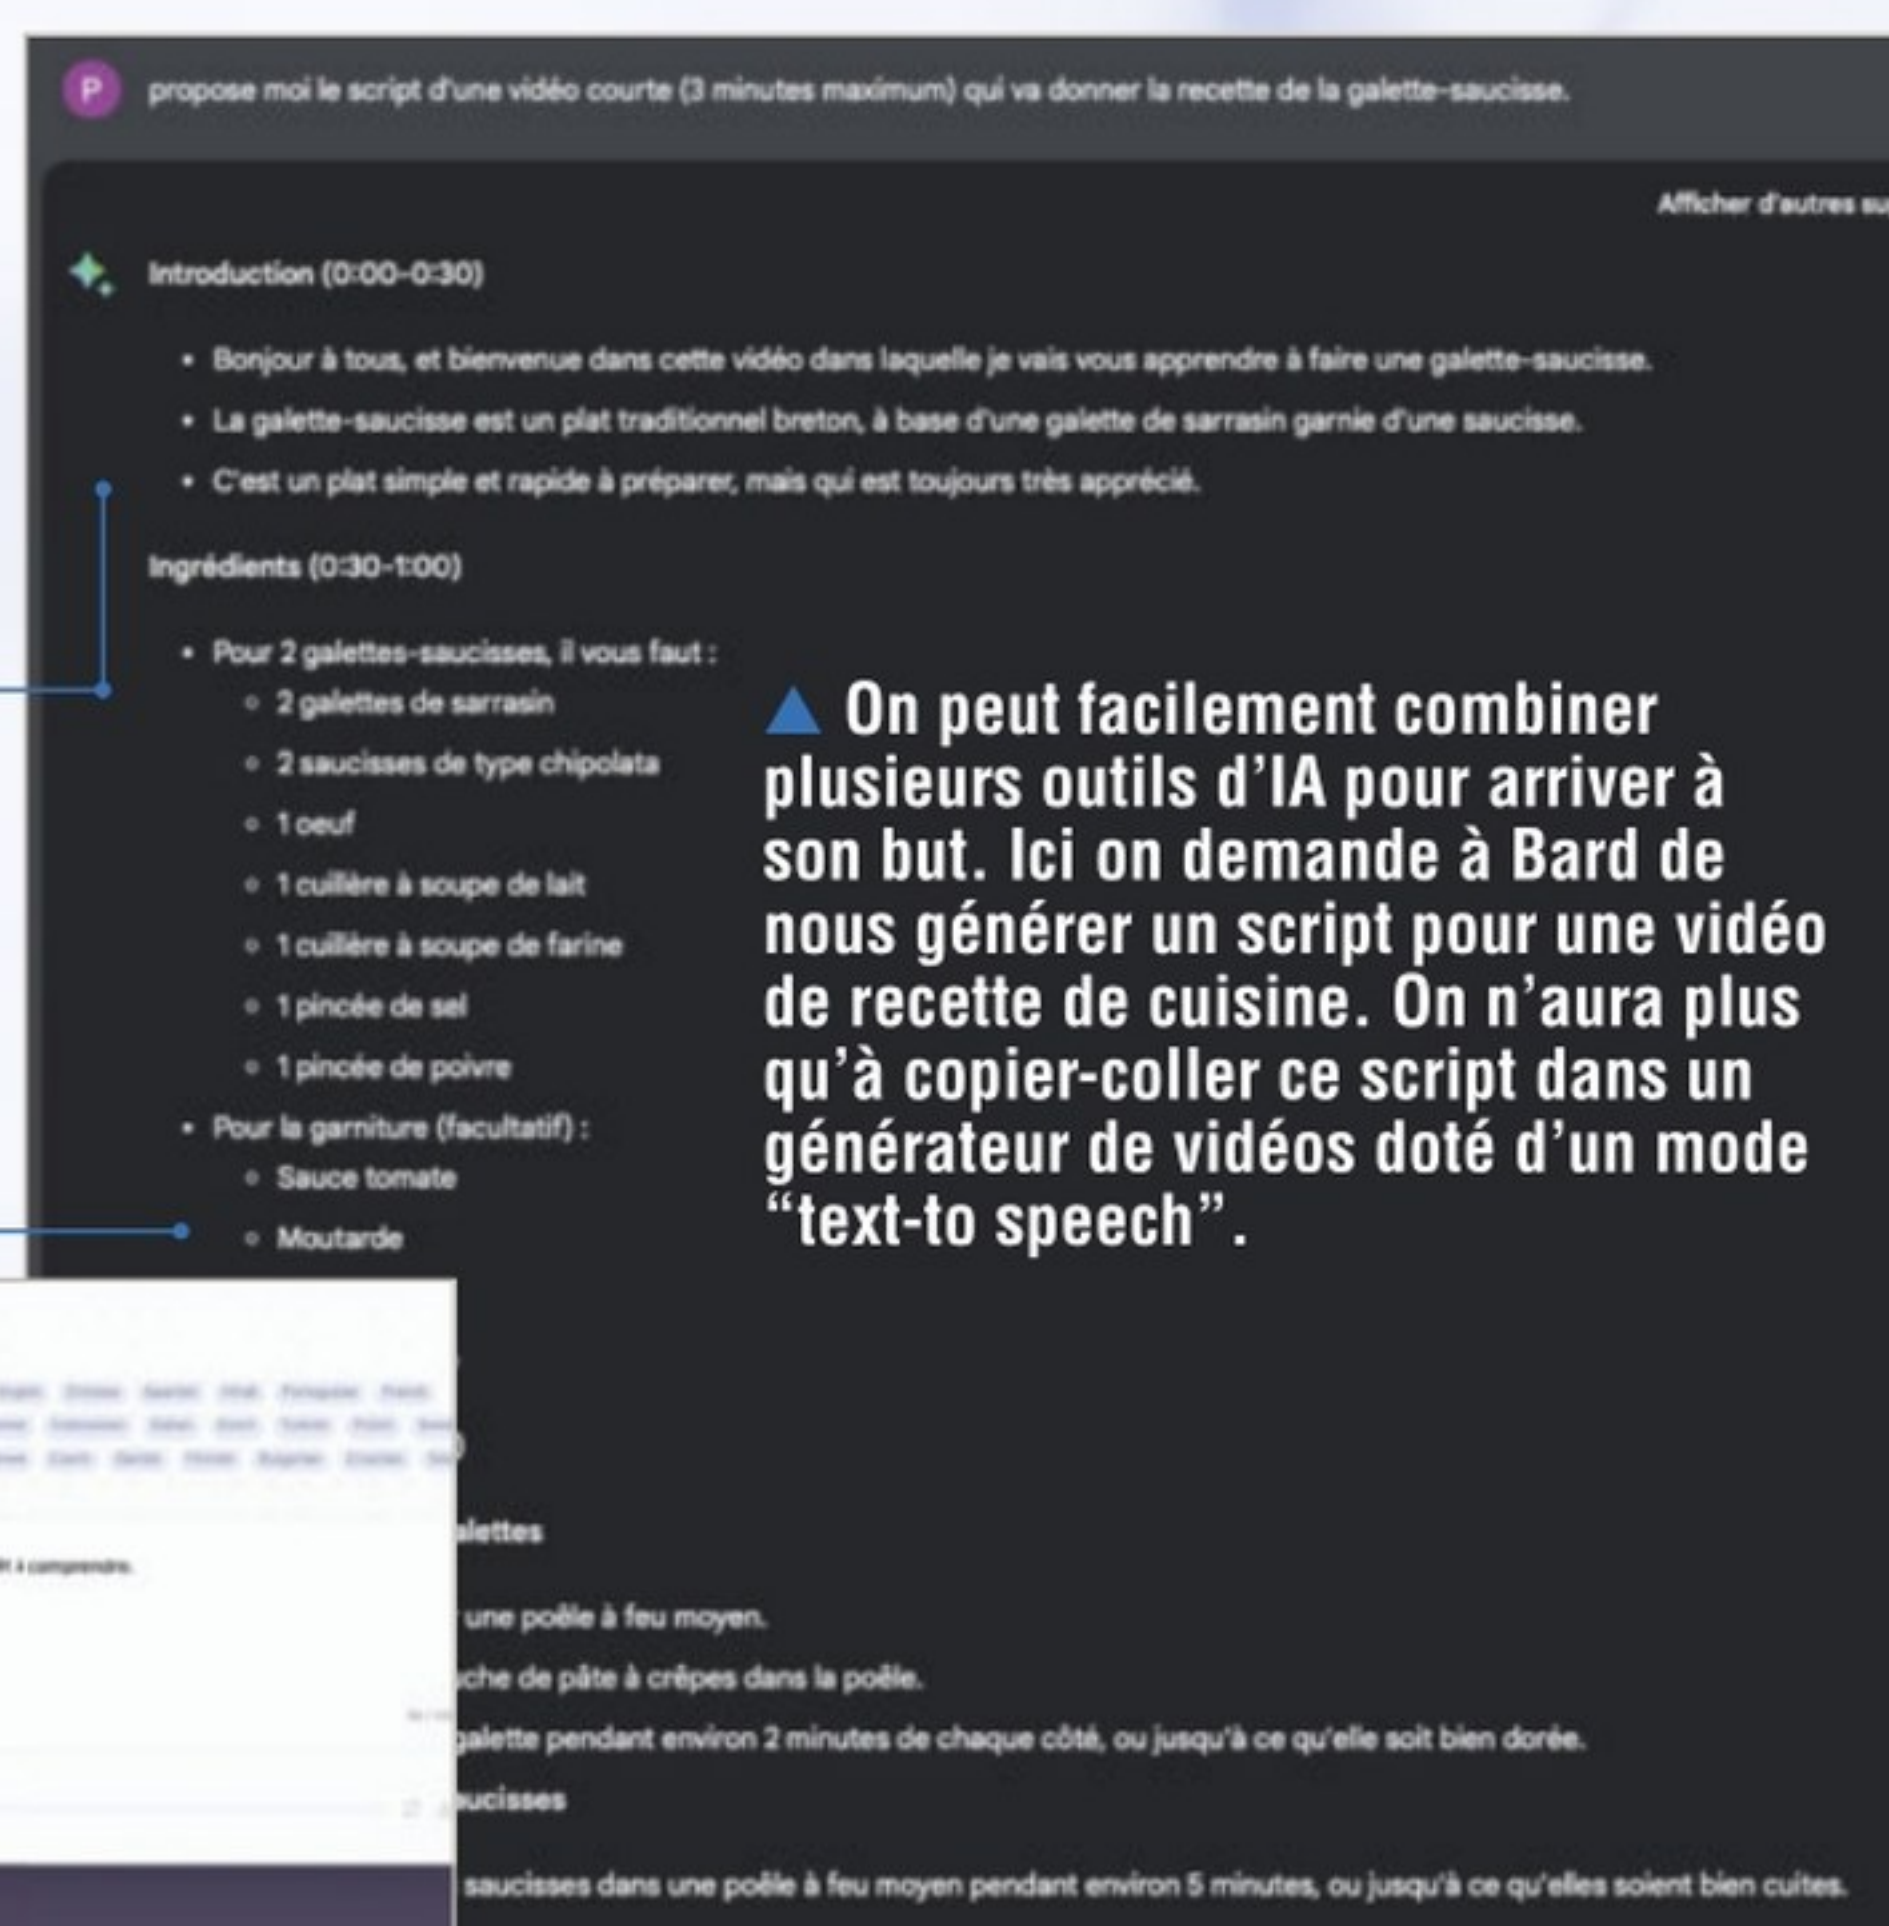 P
propose moi le script d'une vidéo courte (3 minutes maximum) qui va donner la recette de la galette-saucisse.
Afficher d'autres su
Introduction (0:00-0:30)
• Bonjour à tous, et bienvenue dans cette vidéo dans laquelle je vais vous apprendre à faire une galette-saucisse.
• La galette-saucisse est un plat traditionnel breton, à base d'une galette de sarrasin garnie d'une saucisse.
• C'est un plat simple et rapide à préparer, mais qui est toujours très apprécié.
Ingrédients (0:30-1:00)
• Pour 2 galettes-saucisses, il vous faut :
◦ 2 galettes de sarrasin
◦ 2 saucisses de type chipolata
◦ 1 oeuf
◦ 1 cuillère à soupe de lait
◦ 1 cuillère à soupe de farine
◦ 1 pincée de sel
◦ 1 pincée de poivre
• Pour la garniture (facultatif) :
◦ Sauce tomate
◦ Moutarde
▲ On peut facilement combiner
plusieurs outils d'IA pour arriver à
son but. Ici on demande à Bard de
nous générer un script pour une vidéo
de recette de cuisine. On n'aura plus
qu'à copier-coller ce script dans un
générateur de vidéos doté d'un mode
“text-to speech”.
alettes
à comprendre.
une poêle à feu moyen.
che de pâte à crêpes dans la poêle.
galette pendant environ 2 minutes de chaque côté, ou jusqu'à ce qu'elle soit bien dorée.
ucisses
saucisses dans une poêle à feu moyen pendant environ 5 minutes, ou jusqu'à ce qu'elles soient bien cuites.